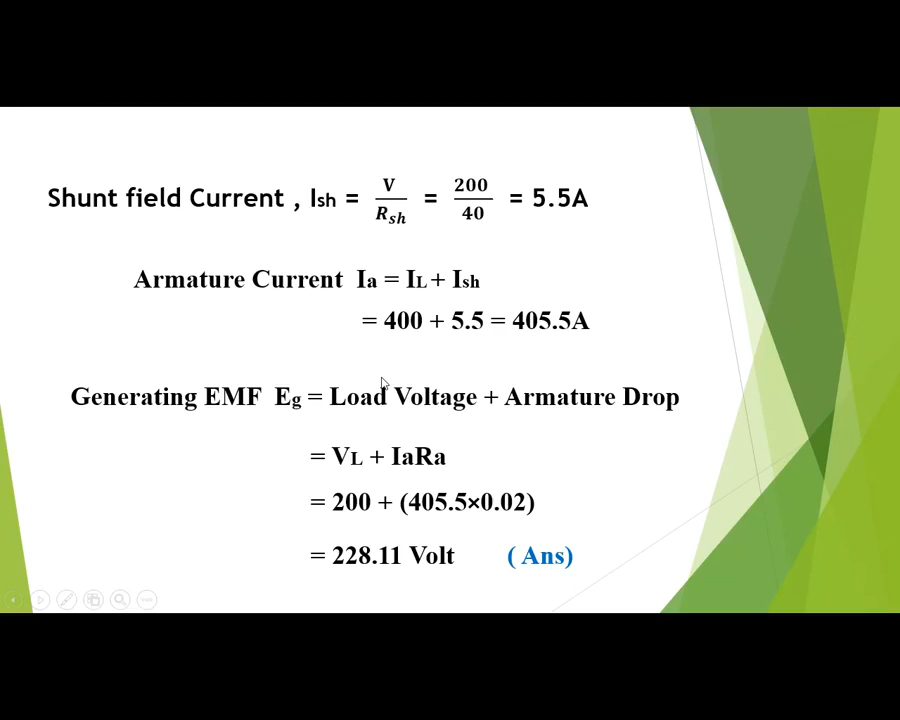 Shunt field Current , Ish = V/Rsh = 200/40 = 5.5A
Armature Current Ia = IL + Ish
= 400 + 5.5 = 405.5A
Generating EMF Eg = Load Voltage + Armature Drop
= VL + IaRa
= 200 + (405.5×0.02)
= 228.11 Volt ( Ans)